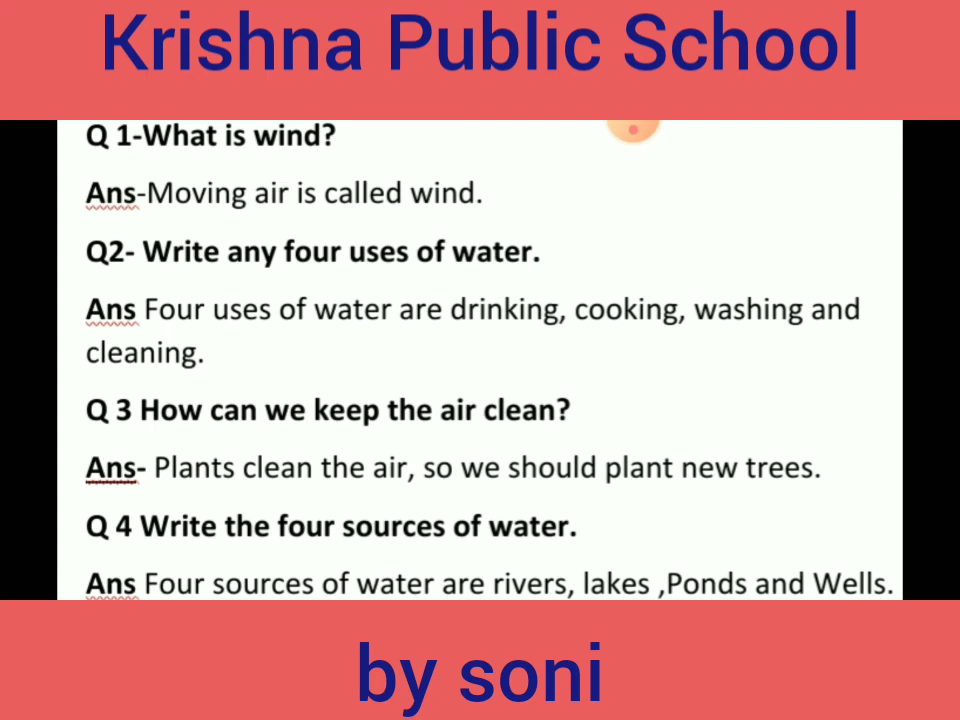 Krishna Public School
Q 1-What is wind?
Ans-Moving air is called wind.
Q2- Write any four uses of water.
Ans Four uses of water are drinking, cooking, washing and
cleaning.
Q 3 How can we keep the air clean?
Ans- Plants clean the air, so we should plant new trees.
Q 4 Write the four sources of water.
Ans Four sources of water are rivers, lakes ,Ponds and Wells.
by soni